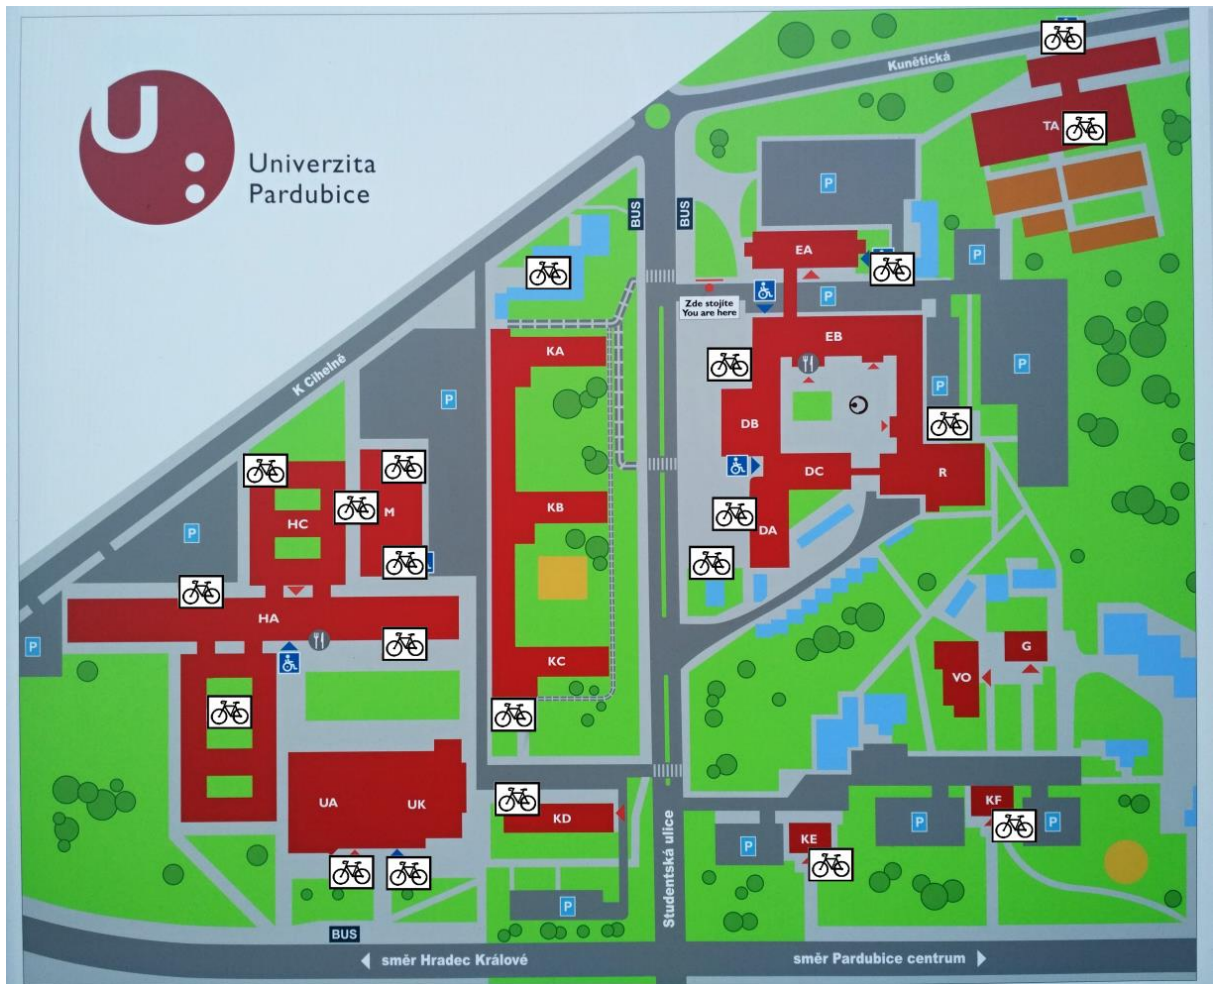 Univerzita
Pardubice
Kunětická
TA
P
BUS
BUS
EA
P
P
Zde stojíte
You are here
EB
KA
K Cihelně
P
P
P
DB
DC
R
HC
M
KB
DA
P
HA
P
KC
G
VO
UA
UK
KD
KF
KE
P
P
P
P
Studentská ulice
BUS
směr Hradec Králové
směr Pardubice centrum